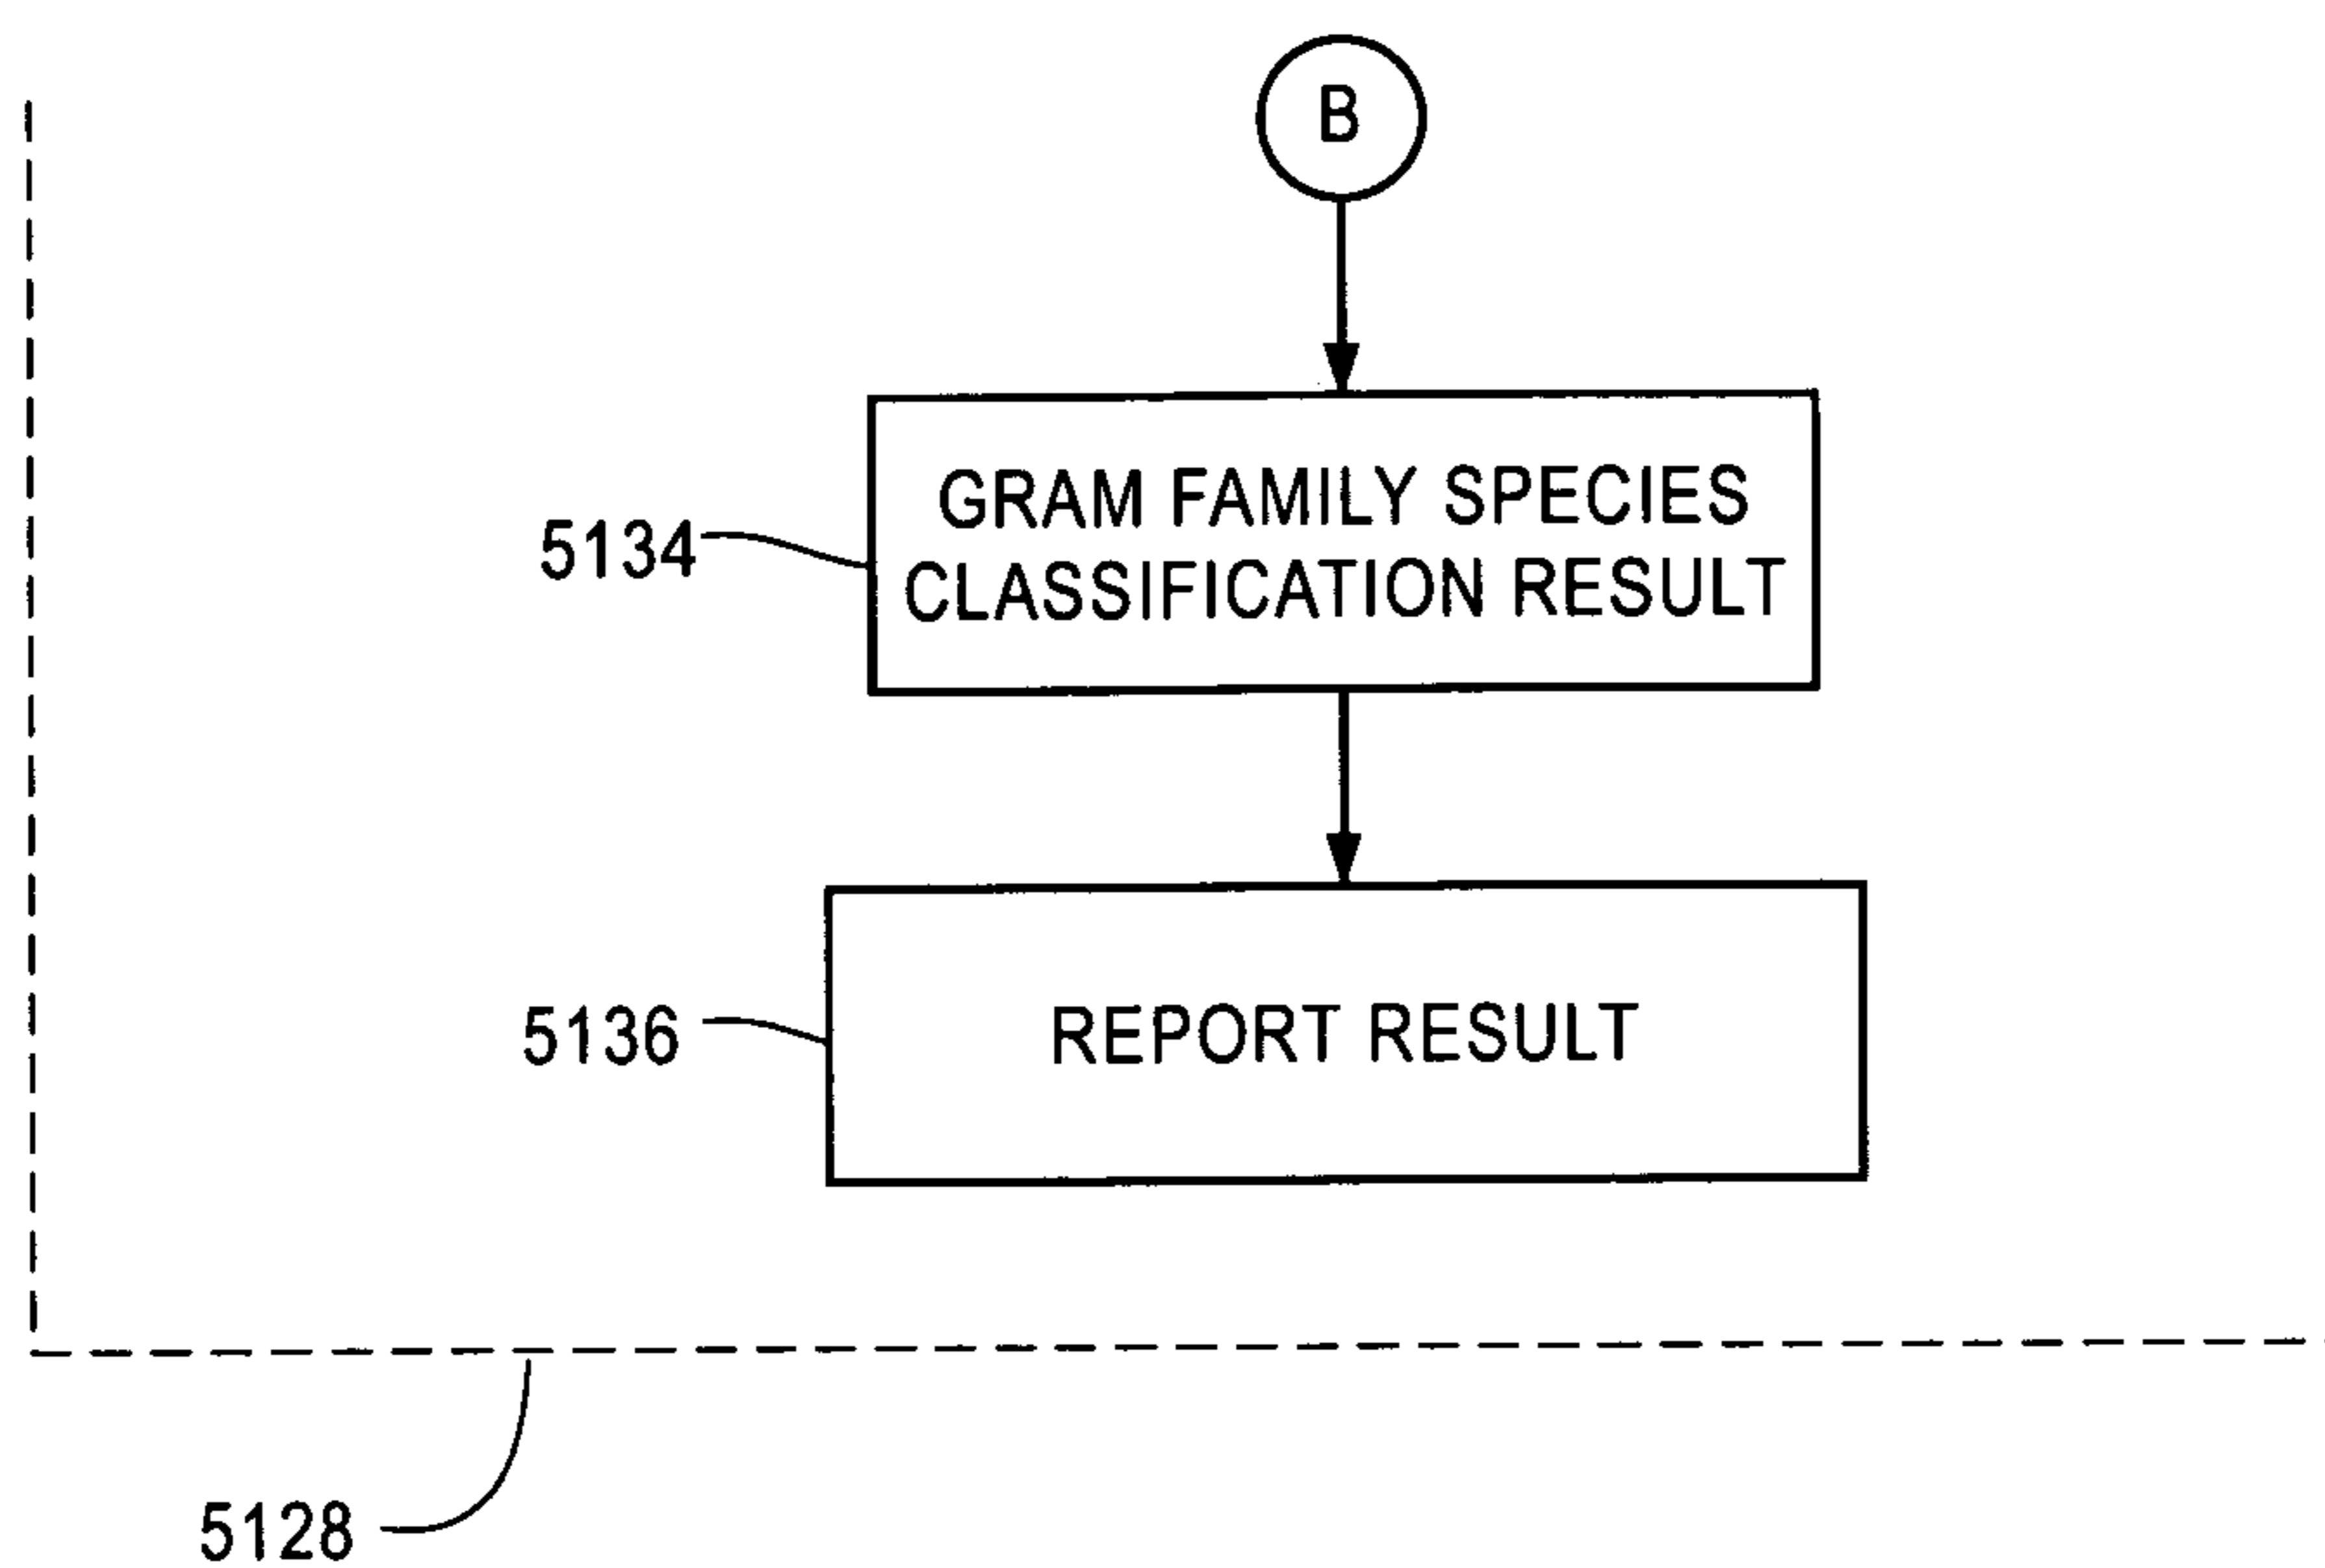 B
GRAM FAMILY SPECIES
CLASSIFICATION RESULT
5134
REPORT RESULT
5136
5128